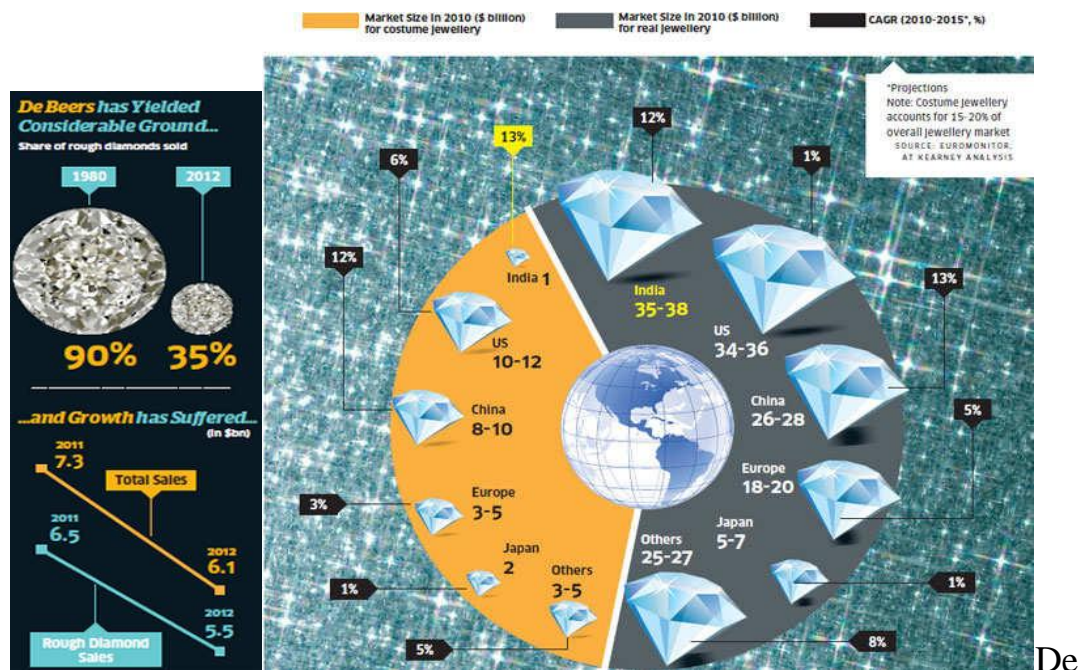 Market Size in 2010 ($ billion)
for costume jewellery
Market Size in 2010 ($ billion)
for real jewellery
CAGR (2010-2015*, %)
De Beers has Yielded
Considerable Ground...
Share of rough diamonds sold
1980
2012
90%
35%
...and Growth has Suffered...
(In $bn)
2011
7.3
Total Sales
2011
6.5
2012
6.1
2012
5.5
Rough Diamond
Sales
*Projections
Note: Costume Jewellery
accounts for 15-20% of
overall jewellery market
SOURCE: EUROMONITOR,
AT KEARNEY ANALYSIS
13%
6%
12%
3%
1%
5%
India 1
US
10-12
China
8-10
Europe
3-5
Japan
2
Others
3-5
12%
1%
13%
5%
1%
8%
India
35-38
US
34-36
China
26-28
Europe
18-20
Japan
5-7
Others
25-27
De